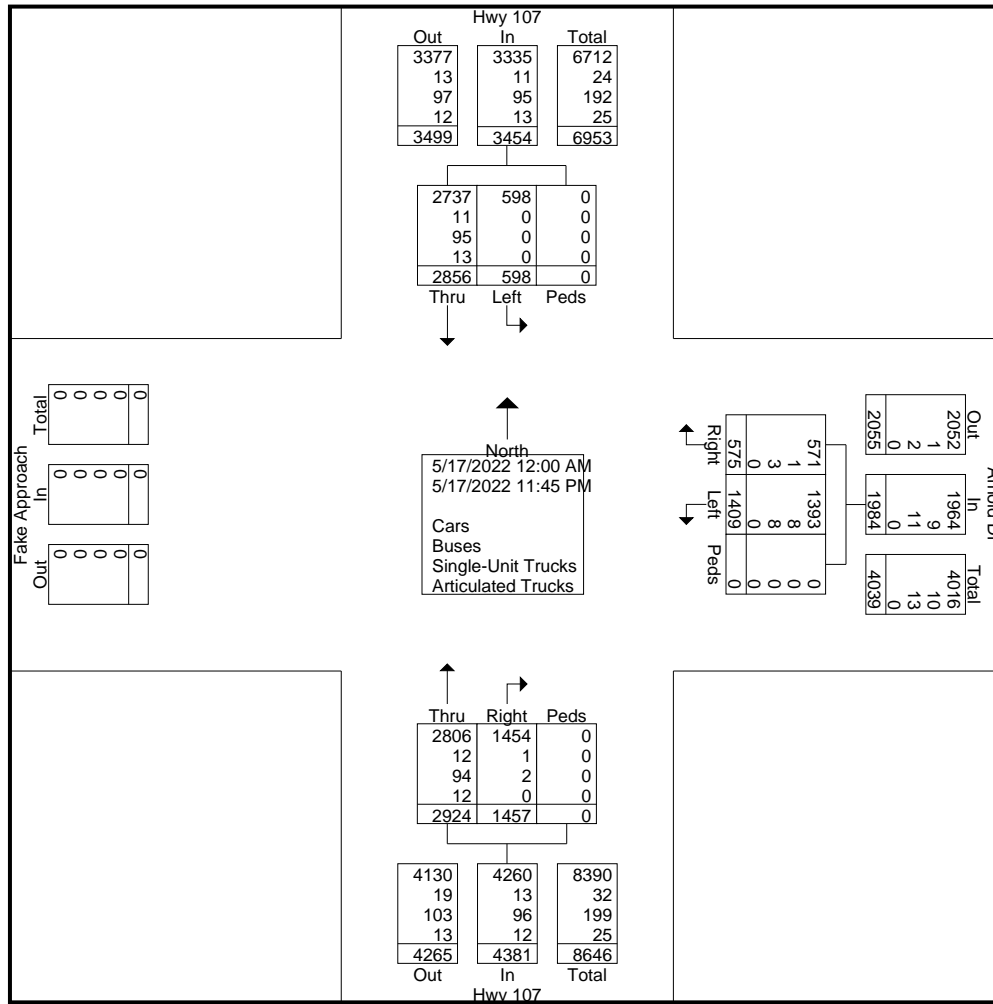 Hwy 107
Out In Total
3377 3335 6712
13 11 24
97 95 192
12 13 25
3499 3454 6953
2737 598 0
11 0 0
95 0 0
13 0 0
2856 598 0
Thru Left Peds
Fake Approach
Total
0
0
0
0
0
In
0
0
0
0
0
Out
0
0
0
0
0
North
5/17/2022 12:00 AM
5/17/2022 11:45 PM
Cars
Buses
Single-Unit Trucks
Articulated Trucks
Right
571
1
3
0
575
Left
1393
8
8
0
1409
Peds
0
0
0
0
0
Out
2052
1
2
0
2055
In
1964
9
11
0
1984
Total
4016
10
13
0
4039
Thru Right Peds
2806 1454 0
12 1 0
94 2 0
12 0 0
2924 1457 0
4130 4260 8390
19 13 32
103 96 199
13 12 25
4265 4381 8646
Out In Total
Hwy 107